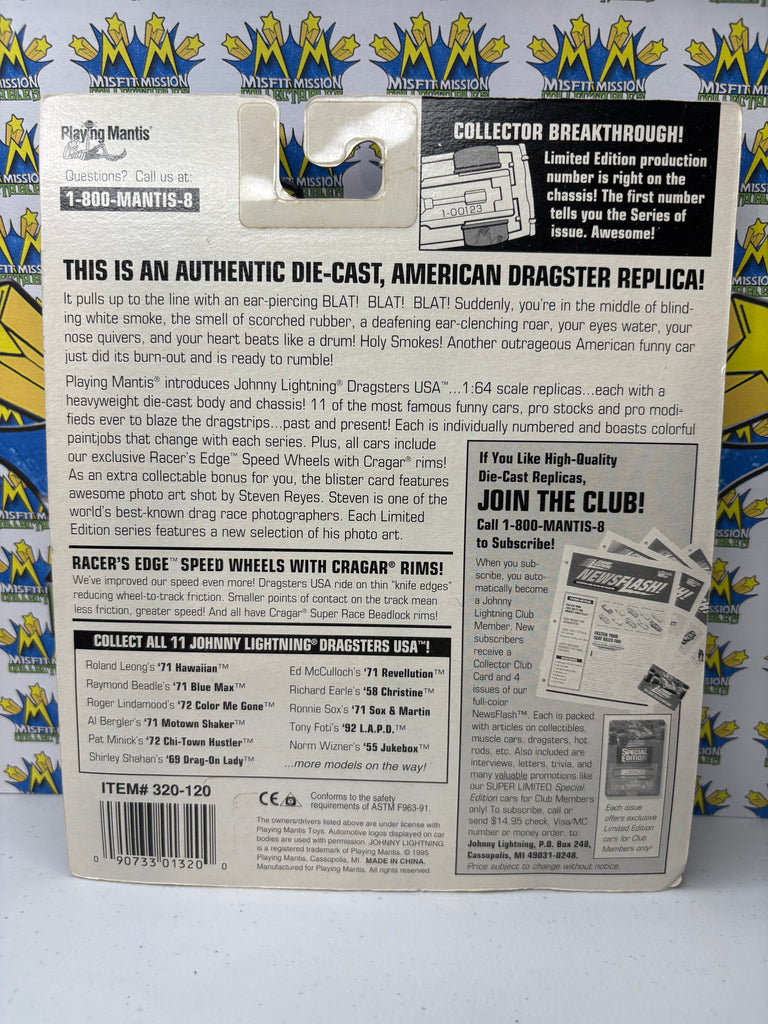 MISFIT MISSION
COLLECTIBLES
Playing Mantis®
Questions? Call us at:
1-800-MANTIS-8
COLLECTOR BREAKTHROUGH!
Limited Edition production
number is right on the
chassis! The first number
tells you the Series of
issue. Awesome!
1-00123
THIS IS AN AUTHENTIC DIE-CAST, AMERICAN DRAGSTER REPLICA!
It pulls up to the line with an ear-piercing BLAT! BLAT! BLAT! Suddenly, you're in the middle of blind-
ing white smoke, the smell of scorched rubber, a deafening ear-clenching roar, your eyes water, your
nose quivers, and your heart beats like a drum! Holy Smokes! Another outrageous American funny car
just did its burn-out and is ready to rumble!
Playing Mantis® introduces Johnny Lightning® Dragsters USA™...1:64 scale replicas...each with a
heavyweight die-cast body and chassis! 11 of the most famous funny cars, pro stocks and pro modi-
fieds ever to blaze the dragstrips...past and present! Each is individually numbered and boasts colorful
paintjobs that change with each series. Plus, all cars include
our exclusive Racer's Edge™ Speed Wheels with Cragar® rims!
As an extra collectable bonus for you, the blister card features
awesome photo art shot by Steven Reyes. Steven is one of the
world's best-known drag race photographers. Each Limited
Edition series features a new selection of his photo art.
RACER'S EDGE™ SPEED WHEELS WITH CRAGAR® RIMS!
We've improved our speed even more! Dragsters USA ride on thin "knife edges"
reducing wheel-to-track friction. Smaller points of contact on the track mean
less friction, greater speed! And all have Cragar® Super Race Beadlock rims!
COLLECT ALL 11 JOHNNY LIGHTNING® DRAGSTERS USA™!
Roland Leong's '71 Hawaiian™
Raymond Beadle's '71 Blue Max™
Roger Lindamood's '72 Color Me Gone™
Al Bergler's '71 Motown Shaker™
Pat Minick's '72 Chi-Town Hustler™
Shirley Shahan's '69 Drag-On Lady™
Ed McCulloch's '71 Revellution™
Richard Earle's '58 Christine™
Ronnie Sox's '71 Sox & Martin
Tony Foti's '92 L.A.P.D.™
Norm Wizner's '55 Jukebox™
...more models on the way!
ITEM# 320-120
0 90733 01320 0
CE
Conforms to the safety
requirements of ASTM F963-91.
The owners/drivers listed above are under license with
Playing Mantis Toys. Automotive logos displayed on car
bodies are used with permission. JOHNNY LIGHTNING
is a registered trademark of Playing Mantis. © 1995
Playing Mantis, Cassopolis, MI. MADE IN CHINA.
Manufactured for Playing Mantis. All rights reserved.
If You Like High-Quality
Die-Cast Replicas,
JOIN THE CLUB!
Call 1-800-MANTIS-8
to Subscribe!
When you sub-
scribe, you auto-
matically become
a Johnny
Lightning Club
Member. New
subscribers
receive a
Collector Club
Card and 4
issues of our
full-color
NewsFlash™. Each is packed
with articles on collectibles,
muscle cars, dragsters, hot
rods, etc. Also included are
interviews, letters, trivia, and
many valuable promotions like
our SUPER LIMITED Special
Edition cars for Club Members
only! To subscribe, call or
send $14.95 check, Visa/MC
number or money order, to:
Johnny Lightning, P.O. Box 248,
Cassopolis, MI 49031-0248.
Price subject to change without notice.
NEWSFLASH!
SPECIAL
EDITION
Each issue
offers exclusive
Limited Edition
cars for Club
Members only!